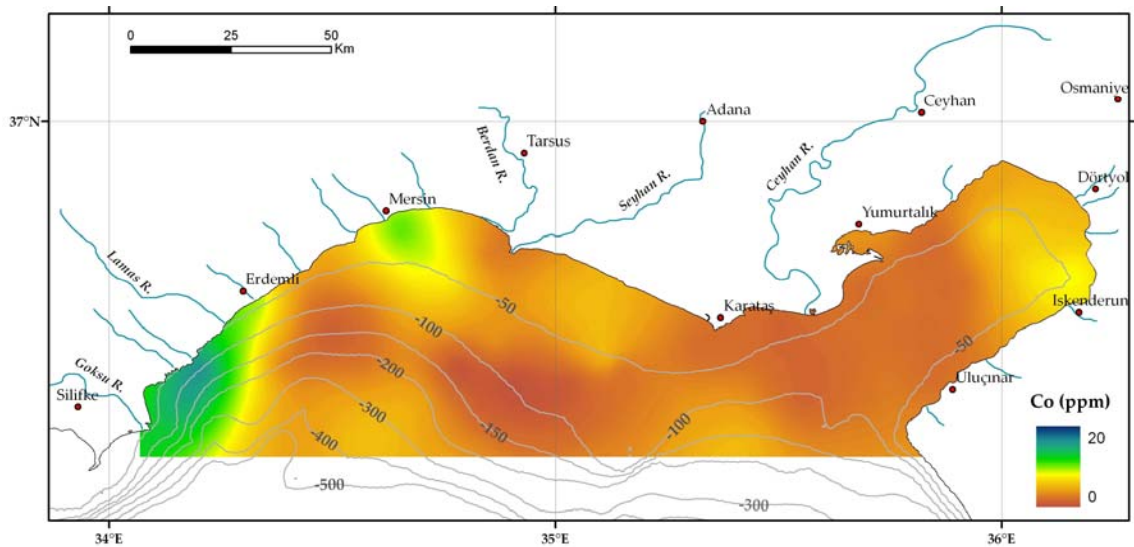 0 25 50
Km
Osmaniye
Ceyhan
37°N
Adana
Tarsus
Berdan R.
Ceyhan R.
Seyhan R.
Dörtyol
Mersin
Yumurtalık
Lamas R.
Erdemli
-50
Karataş
Iskenderun
-100
-50
-200
Goksu R.
Uluçınar
Silifke
-300
Co (ppm)
-100
-150
-400
20
-500
0
-300
34°E 35°E 36°E